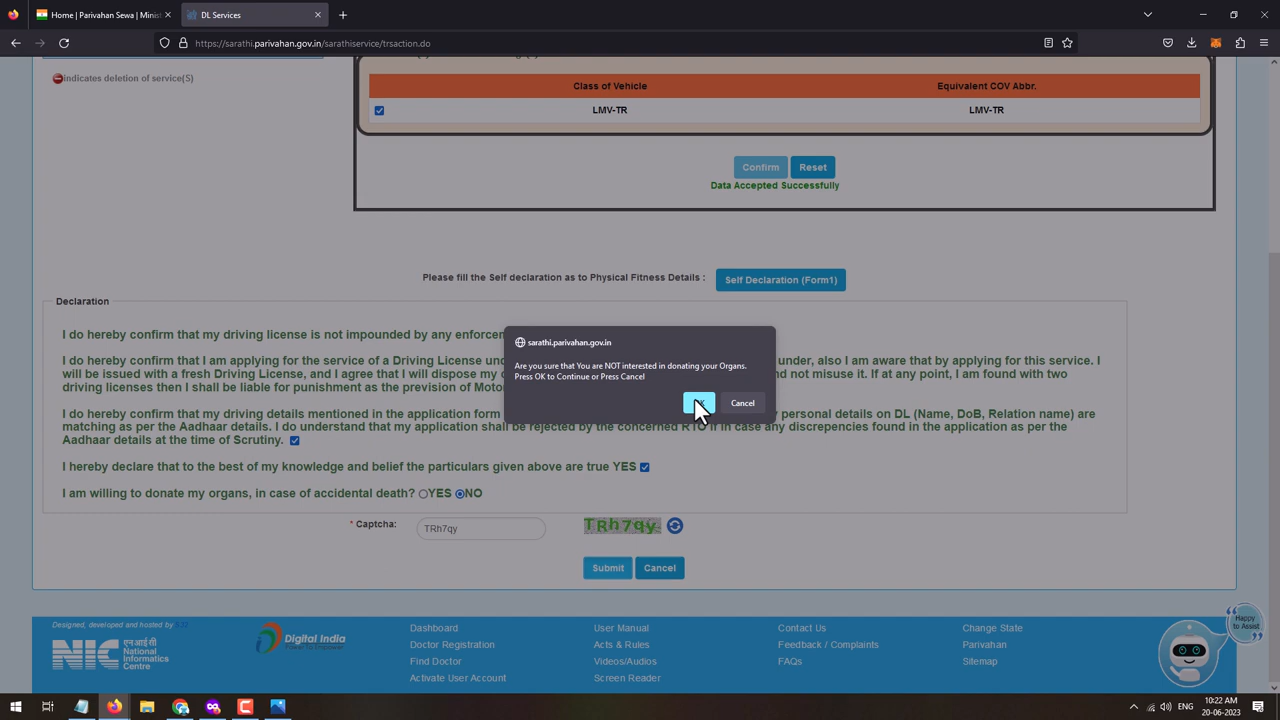 Home | Parivahan Sewa | Minist
DL Services
https://sarathi.parivahan.gov.in/sarathiservice/trsaction.do
indicates deletion of service(S)
Class of Vehicle
Equivalent COV Abbr.
LMV-TR
LMV-TR
Confirm
Reset
Data Accepted Successfully
Please fill the Self declaration as to Physical Fitness Details :
Self Declaration (Form1)
Declaration
I do hereby confirm that my driving license is not impounded by any enforcem
I do hereby confirm that I am applying for the service of a Driving License un
under, also I am aware that by applying for this service. I
will be issued with a fresh Driving License, and I agree that I will dispose my
not misuse it. If at any point, I am found with two
driving licenses then I shall be liable for punishment as the provision of Moto
I do hereby confirm that my driving details mentioned in the application form
personal details on DL (Name, DoB, Relation name) are
matching as per the Aadhaar details. I do understand that my application shall be rejected by the concerned RTO if in case any discrepencies found in the application as per the
Aadhaar details at the time of Scrutiny.
I hereby declare that to the best of my knowledge and belief the particulars given above are true YES
I am willing to donate my organs, in case of accidental death? YES NO
sarathi.parivahan.gov.in
Are you sure that You are NOT interested in donating your Organs.
Press OK to Continue or Press Cancel
Cancel
* Captcha:
TRh7qy
TRh7qy
Submit
Cancel
Designed, developed and hosted by
NIC
एन आई सी
National
Informatics
Centre
Digital India
Power To Empower
Dashboard
Doctor Registration
Find Doctor
Activate User Account
User Manual
Acts & Rules
Videos/Audios
Screen Reader
Contact Us
Feedback / Complaints
FAQs
Change State
Parivahan
Sitemap
Happy
to Assist
ENG
10:22 AM
20-06-2023